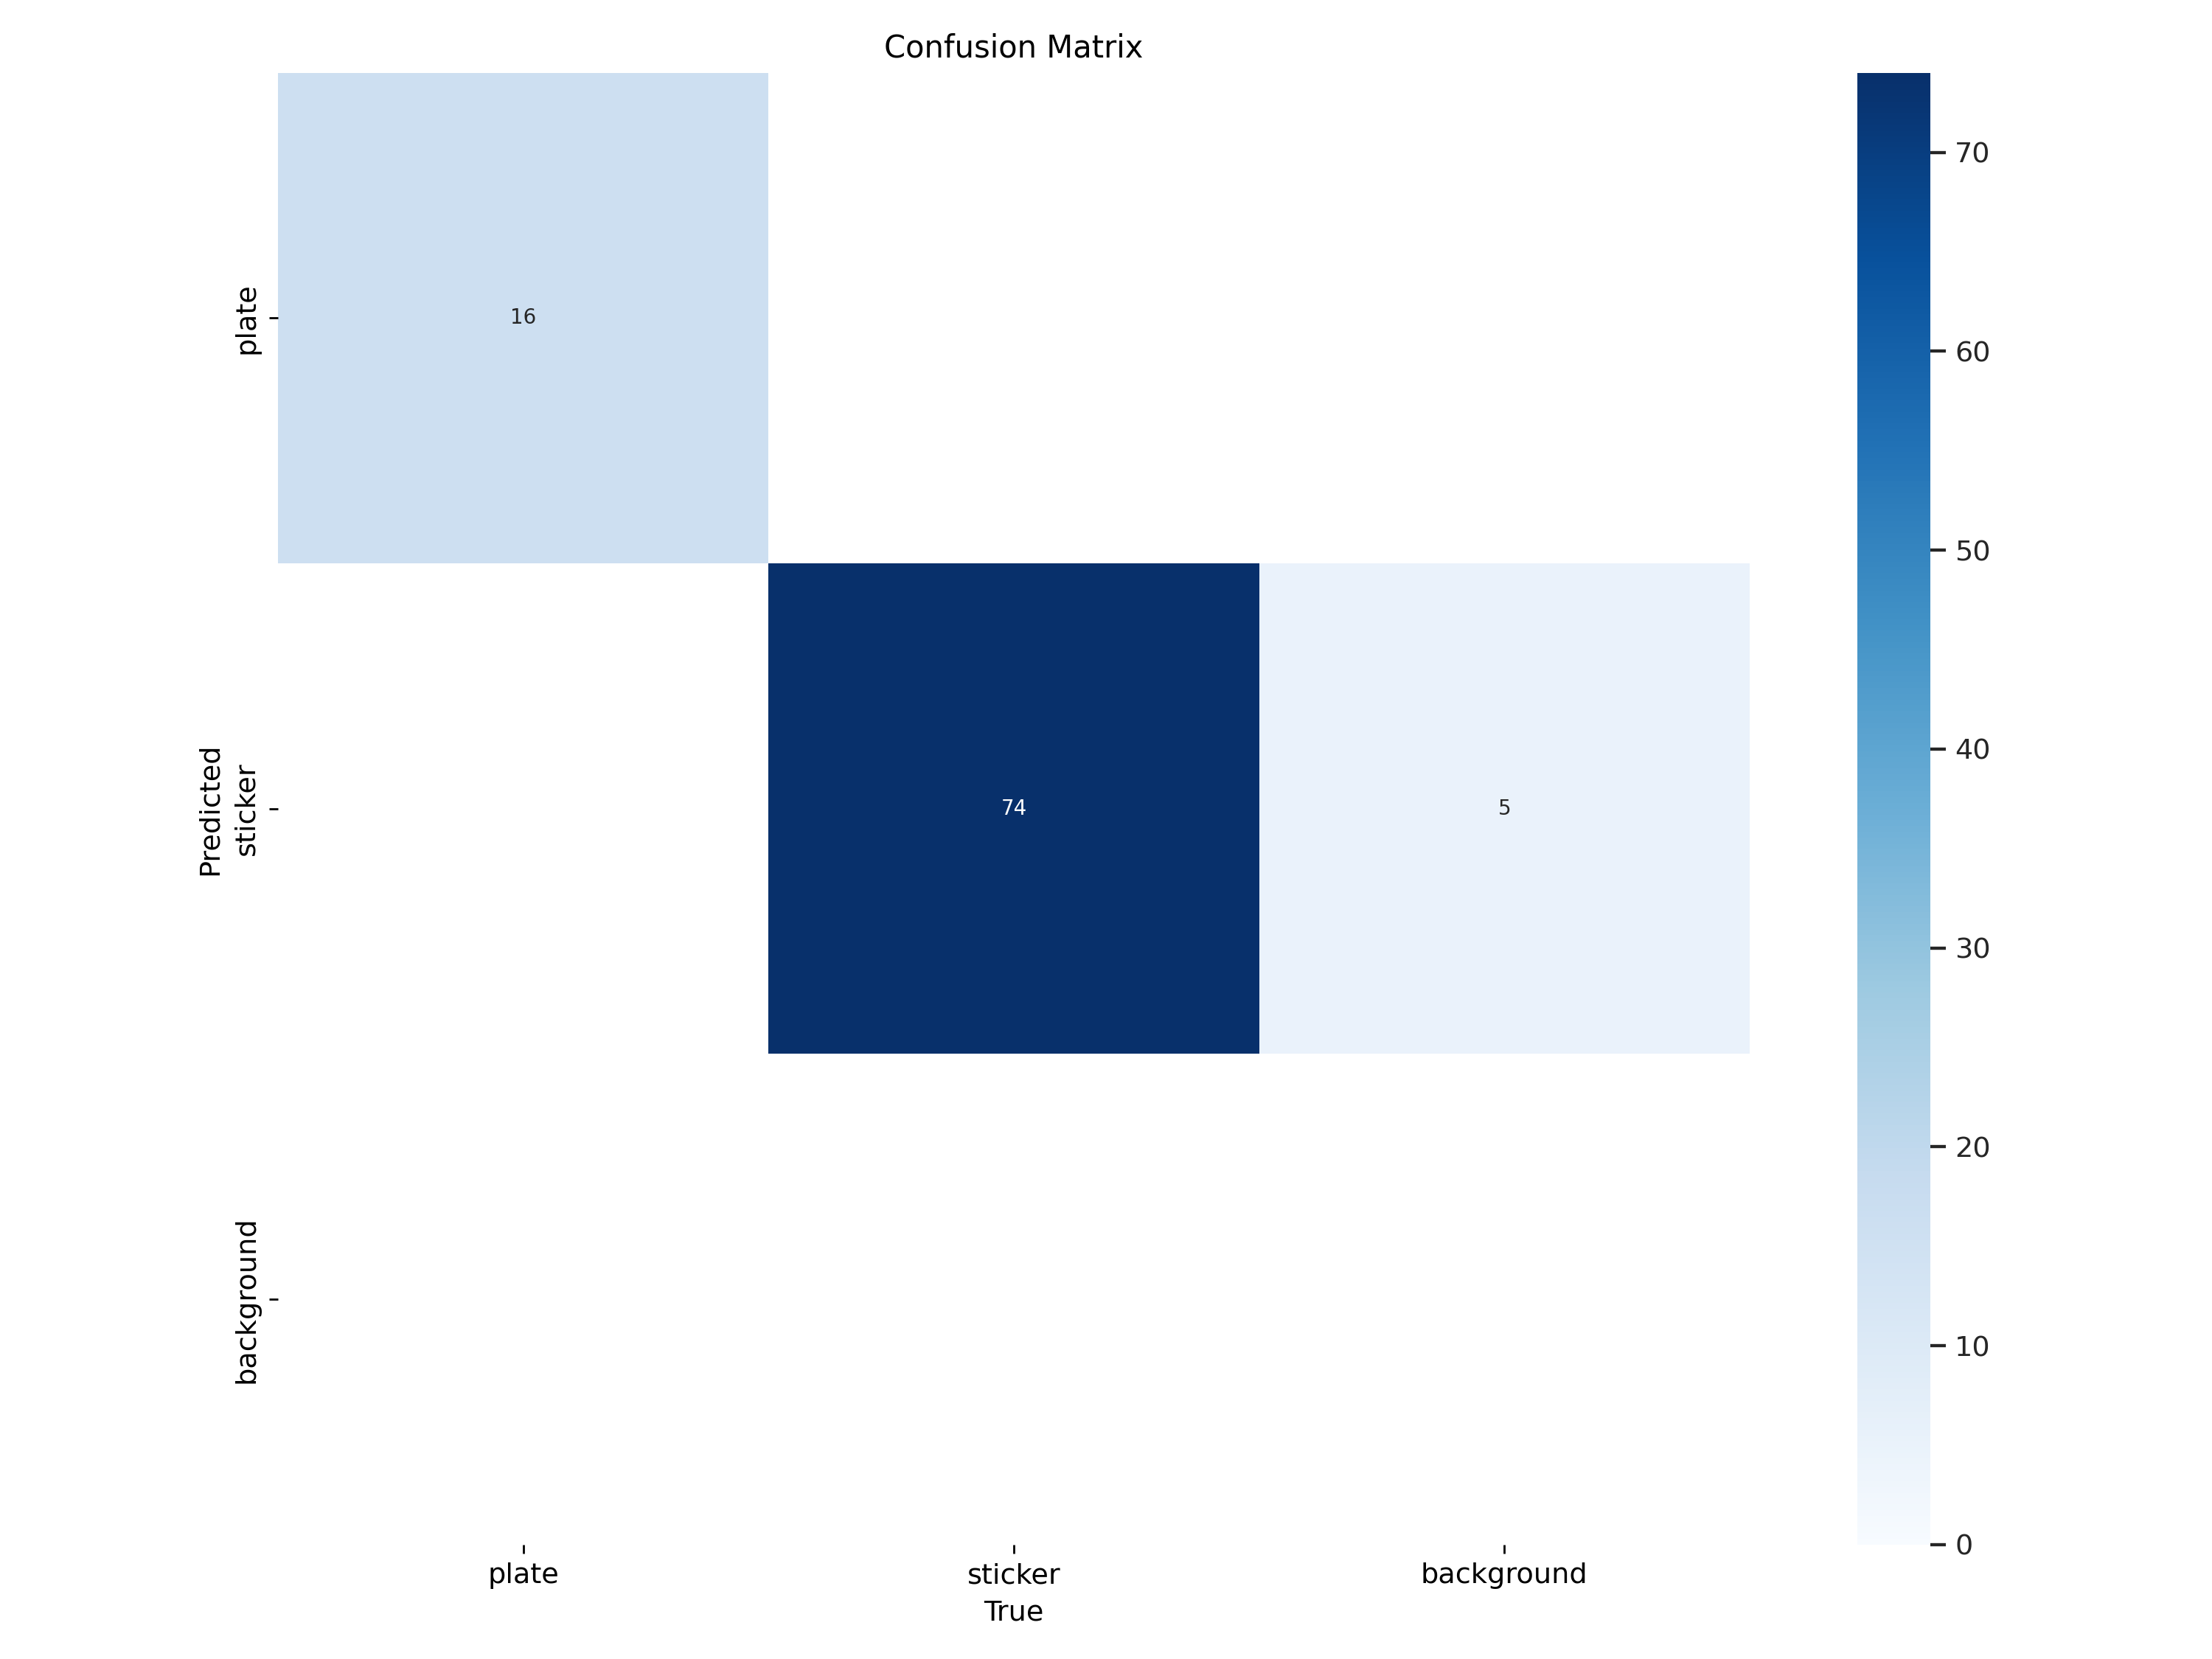 Confusion Matrix
plate
16
Predicted
sticker
74
5
background
plate
sticker
background
True
70
60
50
40
30
20
10
0